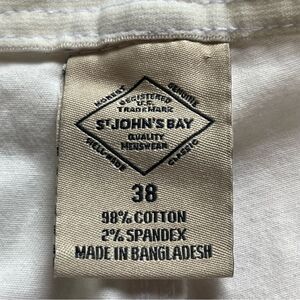 HONEST GENUINE
REGISTERED
U.S.
TRADEMARK
ST. JOHN'S BAY
QUALITY
MENSWEAR
WELL-MADE CLASSIC
38
98% COTTON
2% SPANDEX
MADE IN BANGLADESH